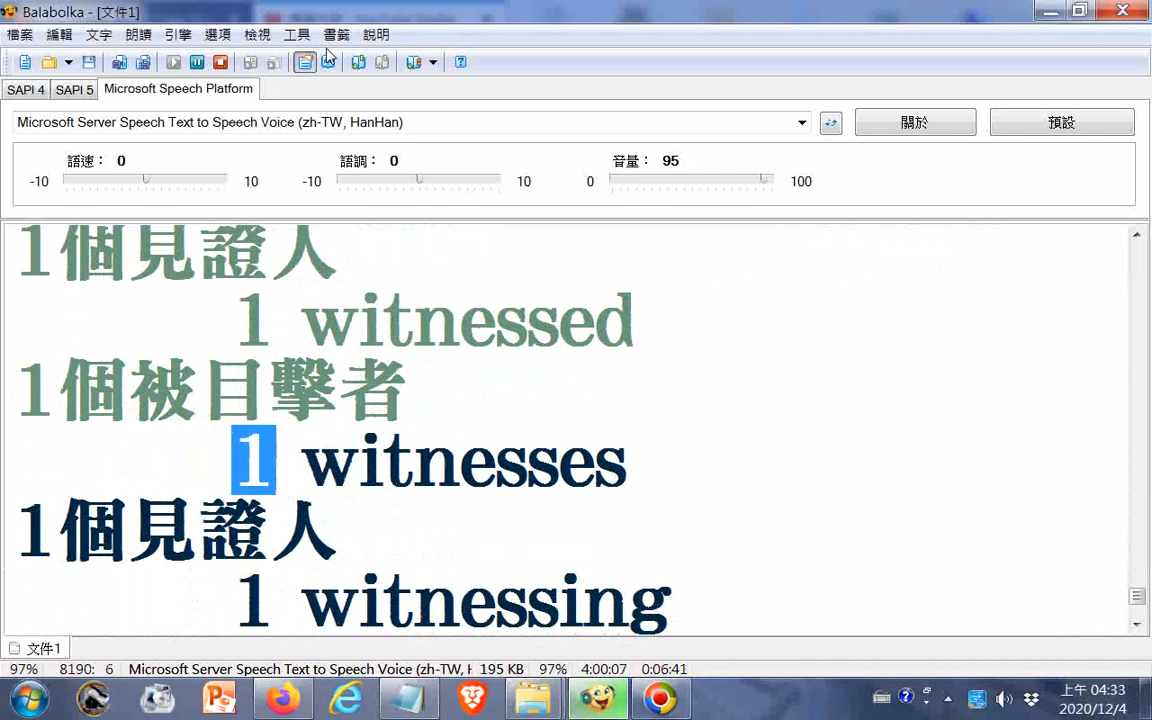 Balabolka - [文件1]
檔案 編輯 文字 朗讀 引擎 選項 檢視 工具 書籤 說明
SAPI 4 SAPI 5 Microsoft Speech Platform
Microsoft Server Speech Text to Speech Voice (zh-TW, HanHan) 關於 預設
語速： 0 語調： 0 音量： 95
-10 10 -10 10 0 100
1個見證人
1 witnessed
1個被目擊者
1 witnesses
1個見證人
1 witnessing
文件1
97% 8190: 6 Microsoft Server Speech Text to Speech Voice (zh-TW, H 195 KB 97% 4:00:07 0:06:41
上午 04:33
2020/12/4